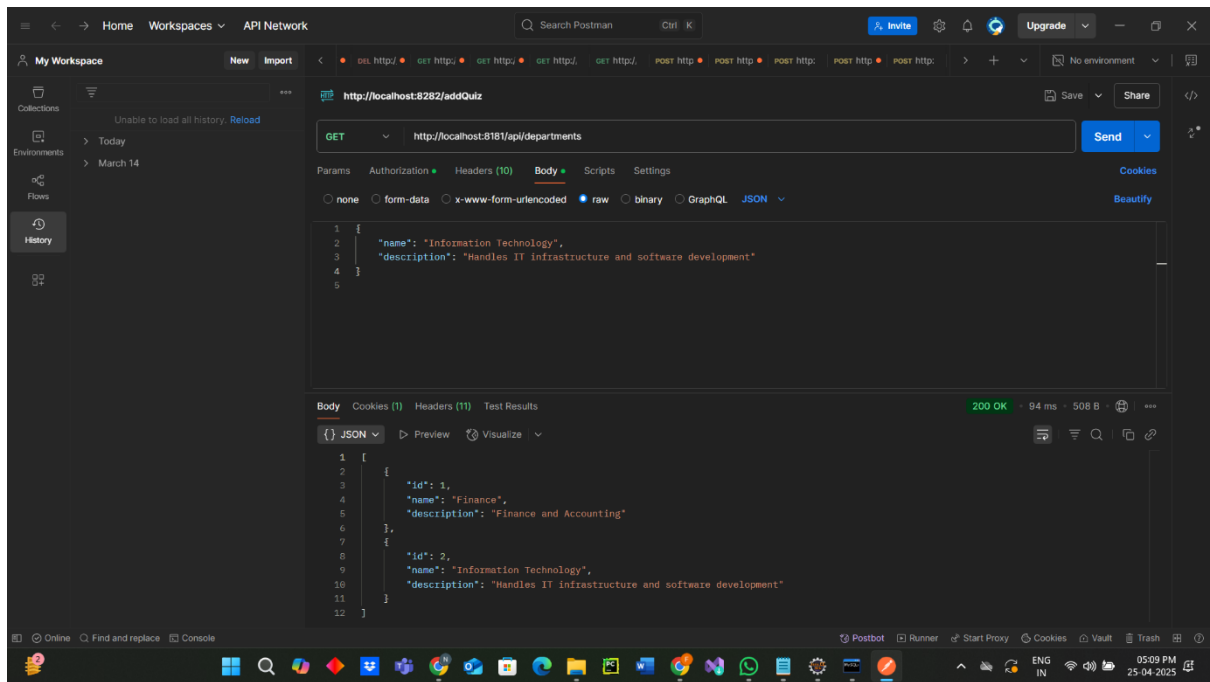 Home Workspaces API Network Search Postman Ctrl K Invite Upgrade
My Workspace New Import DEL http:/ GET http:/ GET http:/ GET http:/. GET http:/. POST http POST http POST http: POST http POST http: No environment
Collections
Environments
Flows
History
Unable to load all history. Reload
Today
March 14
HTTP http://localhost:8282/addQuiz Save Share
GET http://localhost:8181/api/departments Send
Params Authorization Headers (10) Body Scripts Settings Cookies
none form-data x-www-form-urlencoded raw binary GraphQL JSON Beautify
1 {
2 "name": "Information Technology",
3 "description": "Handles IT infrastructure and software development"
4 }
5
Body Cookies (1) Headers (11) Test Results 200 OK 94 ms 508 B
{} JSON Preview Visualize
1 [
2 {
3 "id": 1,
4 "name": "Finance",
5 "description": "Finance and Accounting"
6 },
7 {
8 "id": 2,
9 "name": "Information Technology",
10 "description": "Handles IT infrastructure and software development"
11 }
12 ]
Online Find and replace Console Postbot Runner Start Proxy Cookies Vault Trash
2 ENG 05:09 PM
IN 25-04-2025